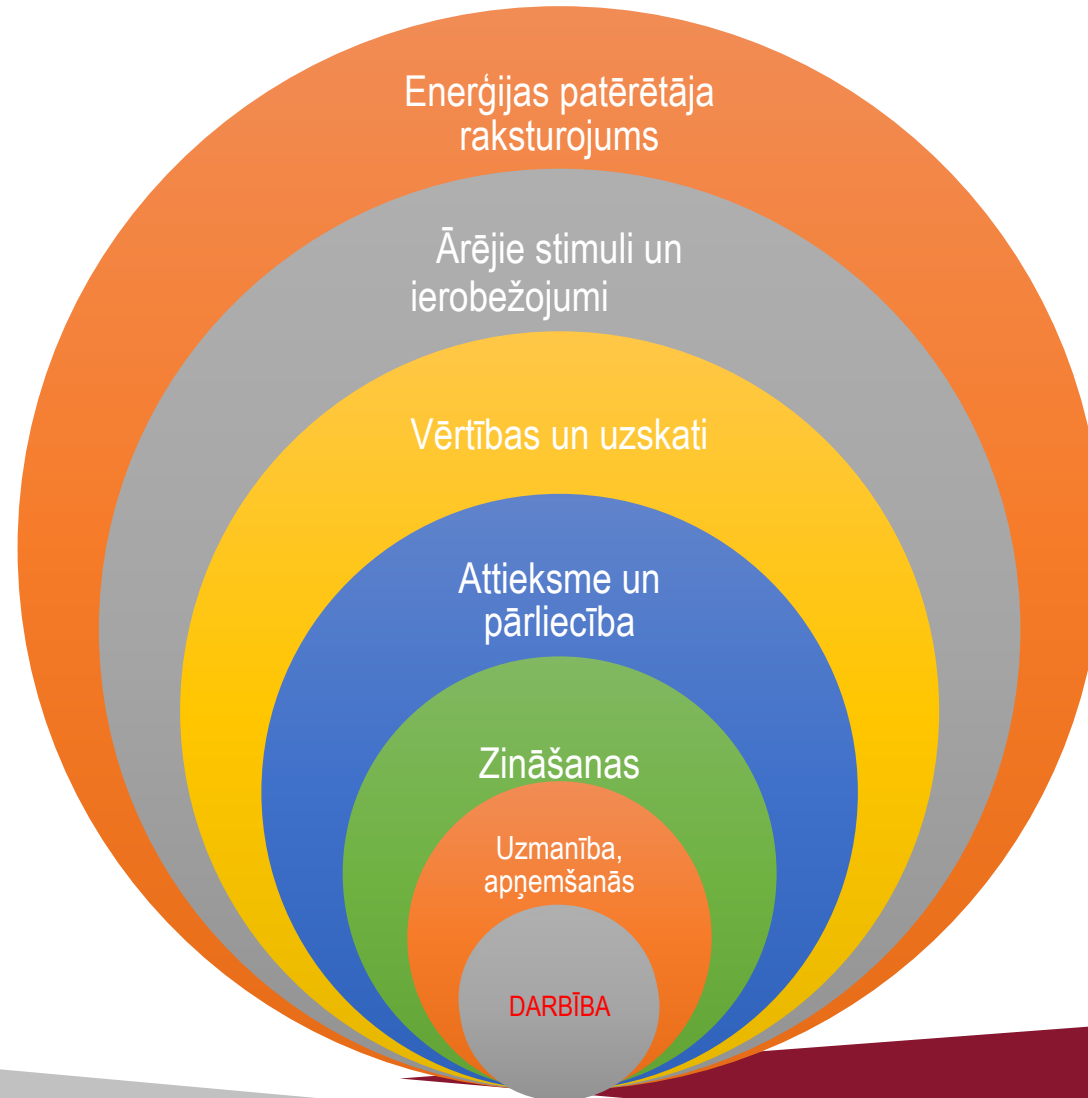 Enerģijas patērētāja
raksturojums
Ārējie stimuli un
ierobežojumi
Vērtības un uzskati
Attieksme un
pārliecība
Zināšanas
Uzmanība,
apņemšanās
DARBĪBA